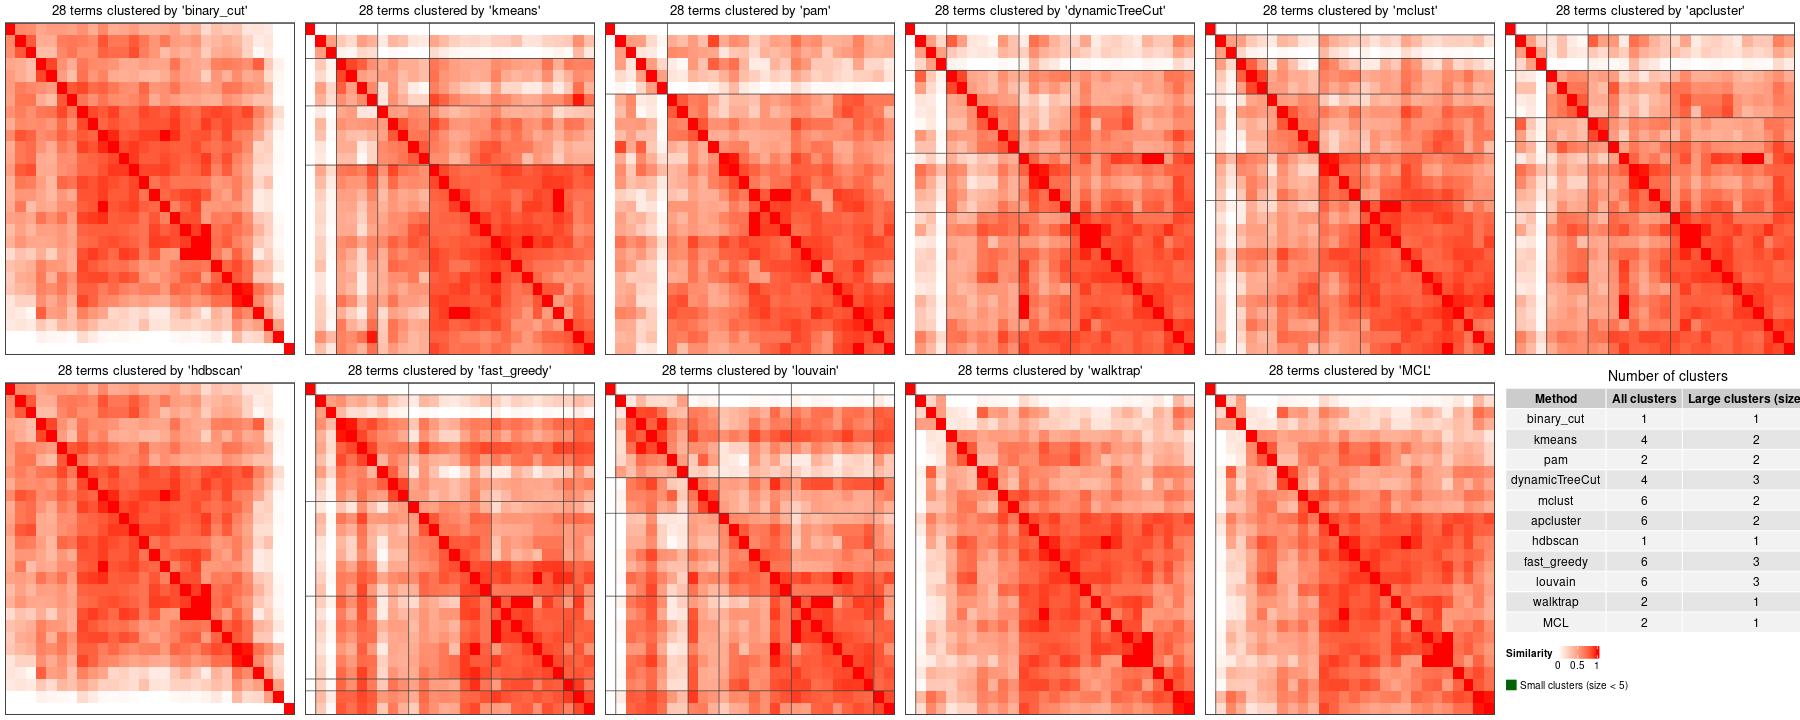 28 terms clustered by 'binary_cut'
28 terms clustered by 'kmeans'
28 terms clustered by 'pam'
28 terms clustered by 'dynamicTreeCut'
28 terms clustered by 'mclust'
28 terms clustered by 'apcluster'
28 terms clustered by 'hdbscan'
28 terms clustered by 'fast_greedy'
28 terms clustered by 'louvain'
28 terms clustered by 'walktrap'
28 terms clustered by 'MCL'
Number of clusters
Method All clusters Large clusters (size
binary_cut 1 1
kmeans 4 2
pam 2 2
dynamicTreeCut 4 3
mclust 6 2
apcluster 6 2
hdbscan 1 1
fast_greedy 6 3
louvain 6 3
walktrap 2 1
MCL 2 1
Similarity
0 0.5 1
Small clusters (size < 5)